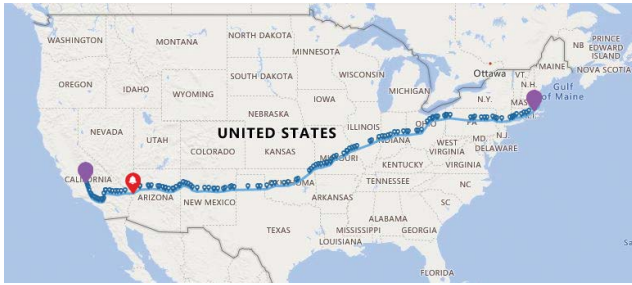 WASHINGTON
MONTANA
NORTH DAKOTA
MINNESOTA
NB
PRINCE
EDWARD
ISLAND
OREGON
IDAHO
WYOMING
SOUTH DAKOTA
WISCONSIN
MICHIGAN
Ottawa
VT.
N.H.
MAINE
NOVA SCOTIA
Gulf
of Maine
NEBRASKA
IOWA
N.Y.
MASS
NEVADA
UTAH
COLORADO
UNITED STATES
KANSAS
ILLINOIS
INDIANA
OHIO
PA
N.J.
MD.
DELAWARE
WEST
VIRGINIA
VIRGINIA
KENTUCKY
MISSOURI
CALIFORNIA
ARIZONA
NEW MEXICO
OMA
ARKANSAS
TENNESSEE
NC
SC
TEXAS
LOUISIANA
MISSISSIPPI
ALABAMA
GEORGIA
FLORIDA